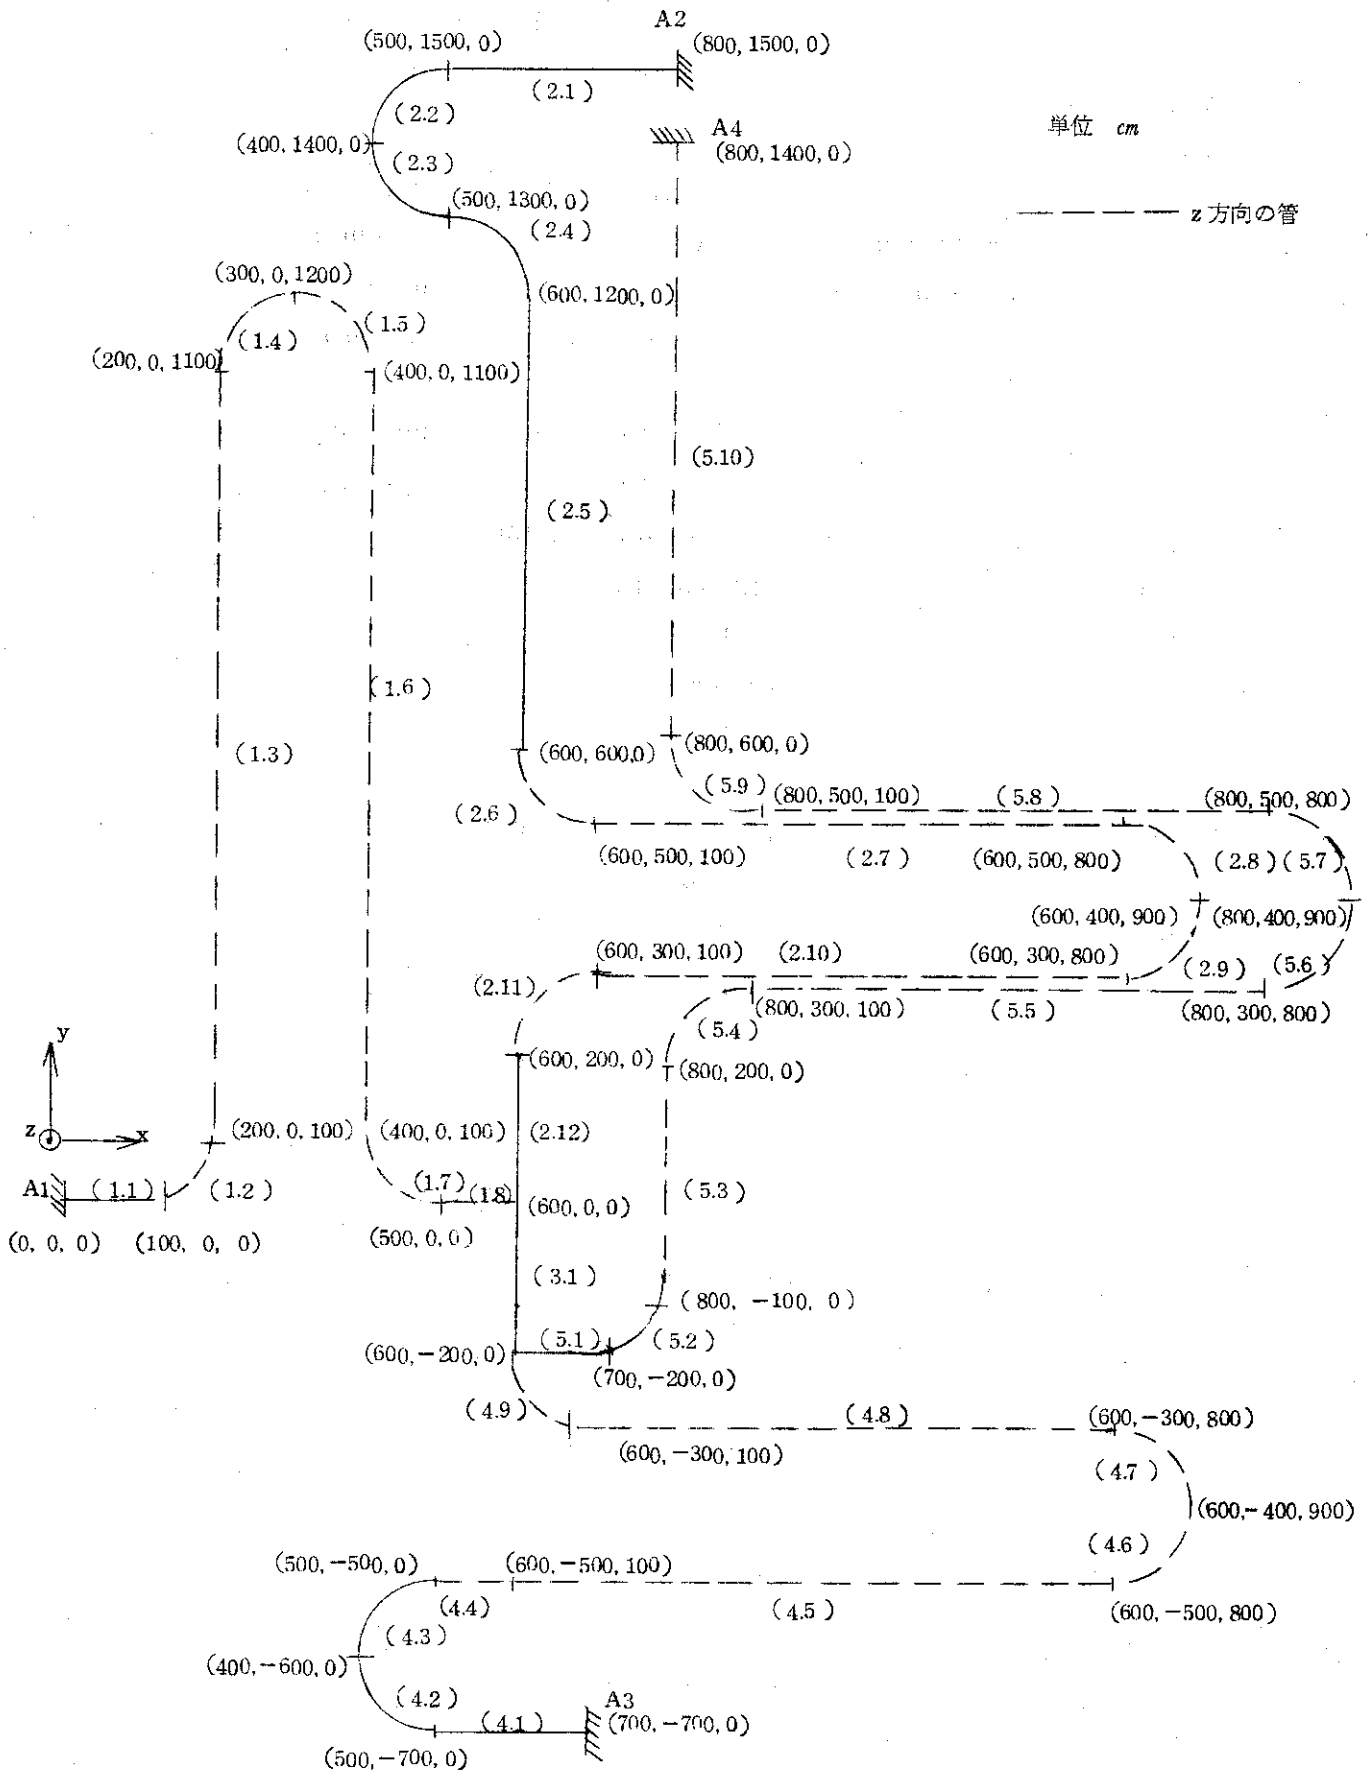 A2
(500, 1500, 0)
(800, 1500, 0)
(2.1)
(2.2)
A4
単位 cm
(400, 1400, 0)
(800, 1400, 0)
(2.3)
(500, 1300, 0)
z 方向の管
(2.4)
(300, 0, 1200)
(600, 1200, 0)
(1.5)
(1.4)
(200, 0, 1100)
(400, 0, 1100)
(5.10)
(2.5)
(1.6)
(1.3)
(600, 600, 0)
(800, 600, 0)
(5.9)
(800, 500, 100)
(5.8)
(800, 500, 800)
(2.6)
(600, 500, 100)
(2.7)
(600, 500, 800)
(2.8)
(5.7)
(600, 400, 900)
(800, 400, 900)
(600, 300, 100)
(2.10)
(600, 300, 800)
(2.9)
(5.6)
(2.11)
(800, 300, 100)
(5.5)
(800, 300, 800)
(5.4)
y
(600, 200, 0)
(800, 200, 0)
z
x
(200, 0, 100)
(400, 0, 100)
(2.12)
A1
(1.1)
(1.2)
(1.7)
(1.8)
(600, 0, 0)
(5.3)
(0, 0, 0)
(100, 0, 0)
(500, 0, 0)
(3.1)
(800, -100, 0)
(5.1)
(5.2)
(600, -200, 0)
(700, -200, 0)
(4.9)
(4.8)
(600, -300, 800)
(600, -300, 100)
(4.7)
(600, -400, 900)
(4.6)
(500, -500, 0)
(600, -500, 100)
(4.4)
(4.5)
(600, -500, 800)
(4.3)
(400, -600, 0)
(4.2)
A3
(4.1)
(700, -700, 0)
(500, -700, 0)